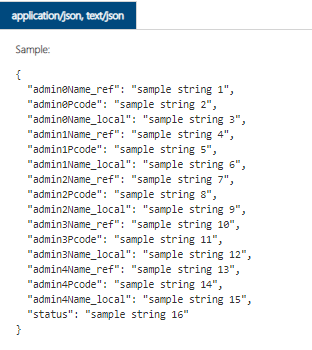 application/json, text/json
Sample:
{
  "admin0Name_ref": "sample string 1",
  "admin0Pcode": "sample string 2",
  "admin0Name_local": "sample string 3",
  "admin1Name_ref": "sample string 4",
  "admin1Pcode": "sample string 5",
  "admin1Name_local": "sample string 6",
  "admin2Name_ref": "sample string 7",
  "admin2Pcode": "sample string 8",
  "admin2Name_local": "sample string 9",
  "admin3Name_ref": "sample string 10",
  "admin3Pcode": "sample string 11",
  "admin3Name_local": "sample string 12",
  "admin4Name_ref": "sample string 13",
  "admin4Pcode": "sample string 14",
  "admin4Name_local": "sample string 15",
  "status": "sample string 16"
}